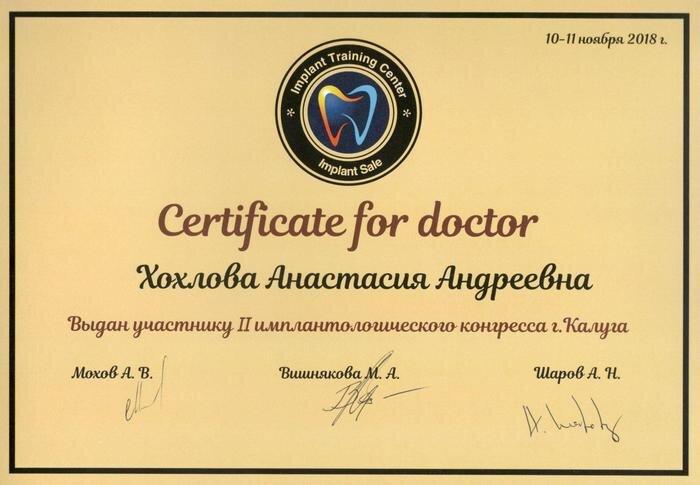 10-11 ноября 2018 г.
Implant Training Center
Implant Sale
Certificate for doctor
Хохлова Анастасия Андреевна
Выдан участнику II имплантологического конгресса г.Калуга
Мохов А. В. Вишнякова М. А. Шаров А. Н.